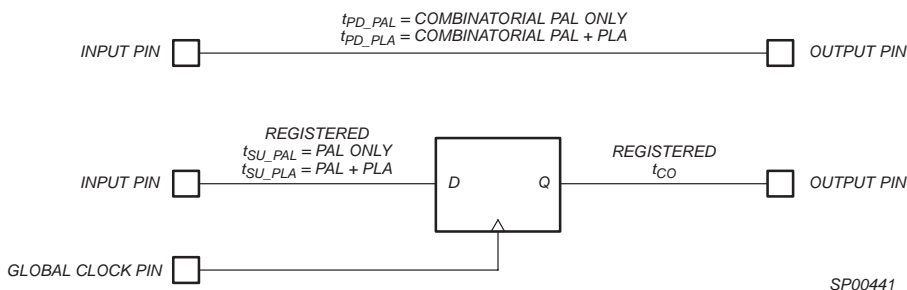 tPD_PAL = COMBINATORIAL PAL ONLY
tPD_PLA = COMBINATORIAL PAL + PLA
INPUT PIN
OUTPUT PIN
REGISTERED
tSU_PAL = PAL ONLY
tSU_PLA = PAL + PLA
REGISTERED
tCO
INPUT PIN
D
Q
OUTPUT PIN
GLOBAL CLOCK PIN
SP00441